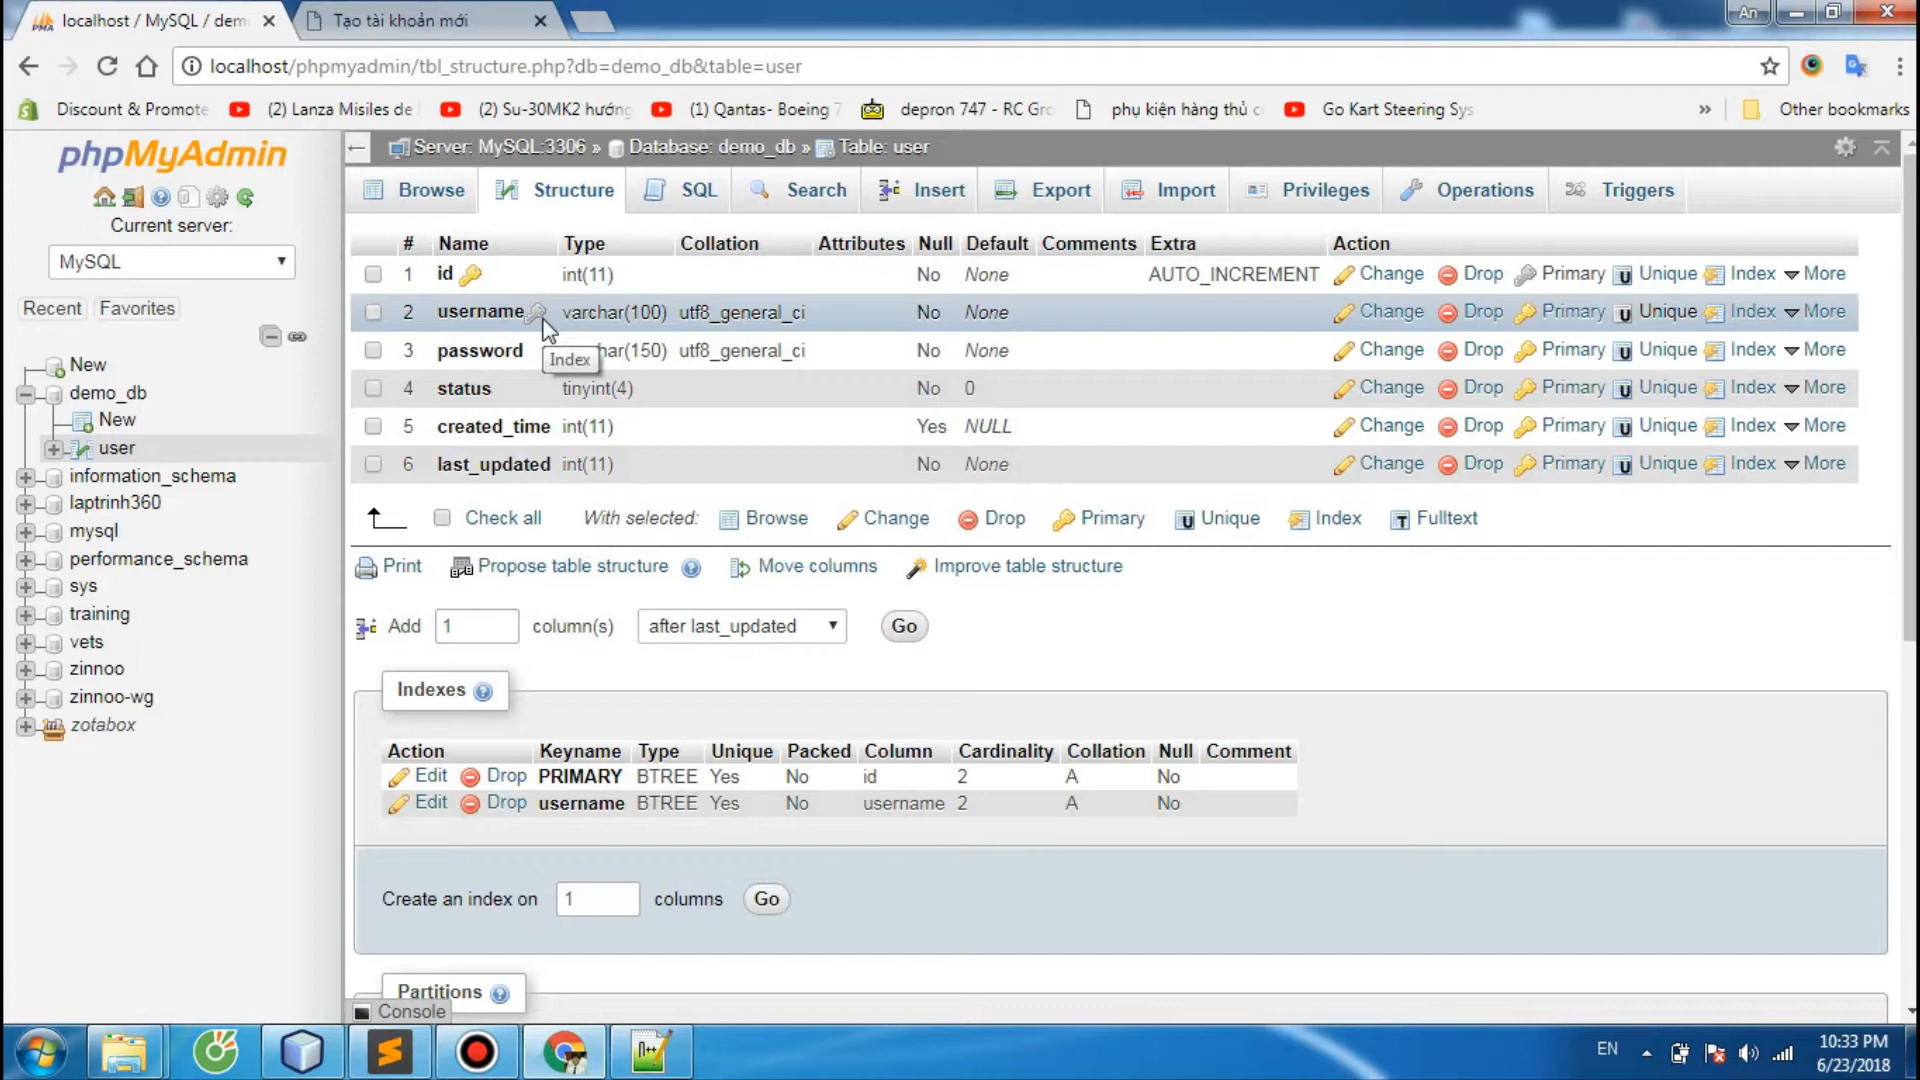 localhost / MySQL / dem
Tạo tài khoản mới
An
localhost/phpmyadmin/tbl_structure.php?db=demo_db&table=user
Discount & Promote
(2) Lanza Misiles de
(2) Su-30MK2 hướng
(1) Qantas- Boeing 7
depron 747 - RC Gro
phụ kiện hàng thủ c
Go Kart Steering Sys
»
Other bookmarks
phpMyAdmin
Current server:
MySQL
Recent Favorites
New
demo_db
New
user
information_schema
laptrinh360
mysql
performance_schema
sys
training
vets
zinnoo
zinnoo-wg
zotabox
Server: MySQL:3306 » Database: demo_db » Table: user
Browse Structure SQL Search Insert Export Import Privileges Operations Triggers
# Name Type Collation Attributes Null Default Comments Extra Action
1 id int(11) No None AUTO_INCREMENT Change Drop Primary Unique Index More
2 username varchar(100) utf8_general_ci No None Change Drop Primary Unique Index More
3 password har(150) utf8_general_ci No None Change Drop Primary Unique Index More
Index
4 status tinyint(4) No 0 Change Drop Primary Unique Index More
5 created_time int(11) Yes NULL Change Drop Primary Unique Index More
6 last_updated int(11) No None Change Drop Primary Unique Index More
Check all With selected: Browse Change Drop Primary Unique Index Fulltext
Print Propose table structure Move columns Improve table structure
Add 1 column(s) after last_updated Go
Indexes
Action Keyname Type Unique Packed Column Cardinality Collation Null Comment
Edit Drop PRIMARY BTREE Yes No id 2 A No
Edit Drop username BTREE Yes No username 2 A No
Create an index on 1 columns Go
Partitions
Console
EN
10:33 PM
6/23/2018